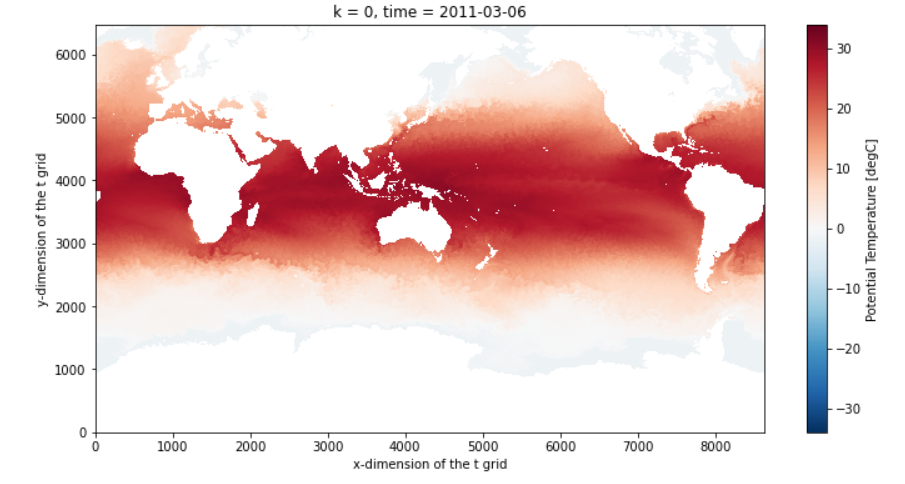 k = 0, time = 2011-03-06
6000
5000
4000
3000
2000
1000
0
y-dimension of the t grid
0 1000 2000 3000 4000 5000 6000 7000 8000
x-dimension of the t grid
30
20
10
0
−10
−20
−30
Potential Temperature [degC]